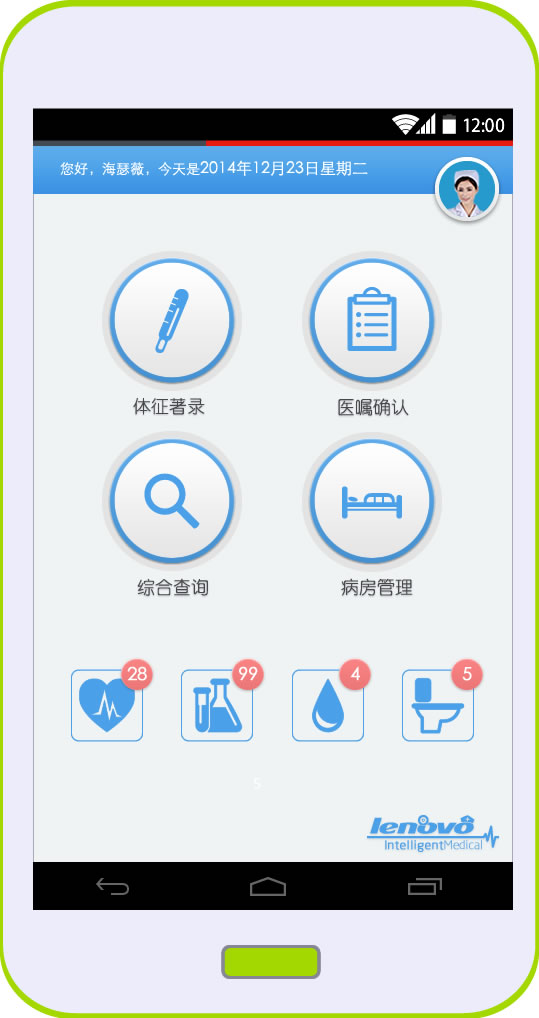 12:00
您好，海瑟薇，今天是2014年12月23日星期二
体征著录
医嘱确认
综合查询
病房管理
28
99
4
5
5
lenovo
IntelligentMedical